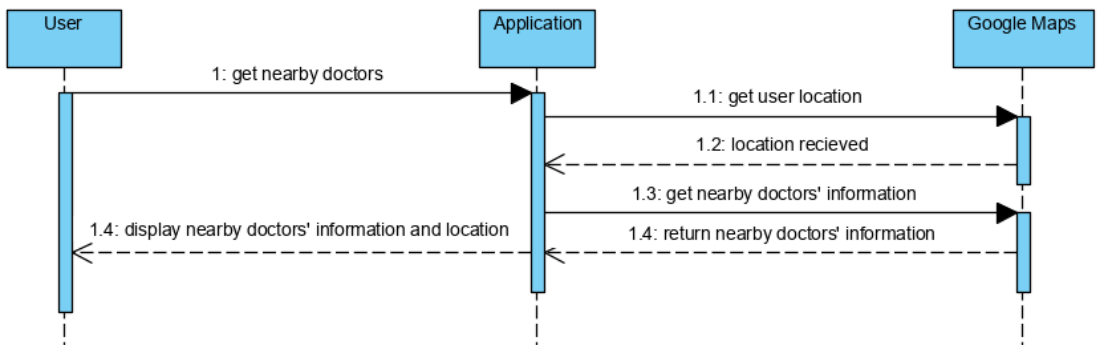 User
Application
Google Maps
1: get nearby doctors
1.1: get user location
1.2: location recieved
1.3: get nearby doctors' information
1.4: display nearby doctors' information and location
1.4: return nearby doctors' information